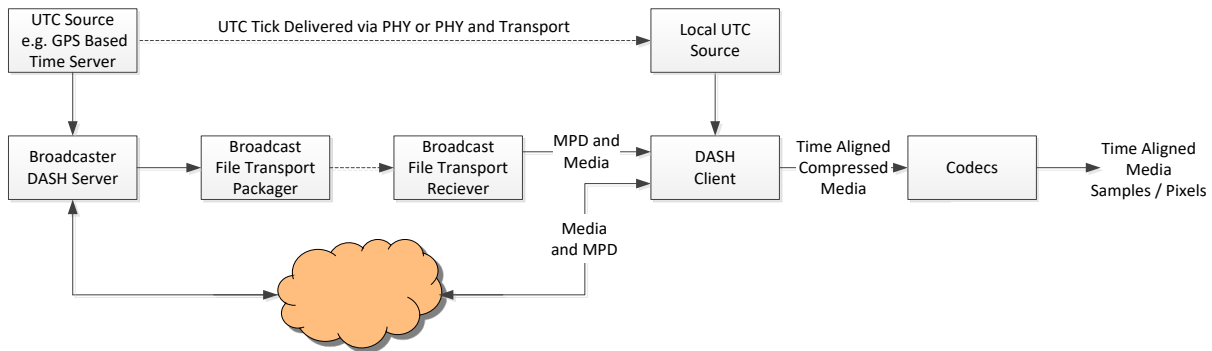 UTC Source
e.g. GPS Based
Time Server
UTC Tick Delivered via PHY or PHY and Transport
Local UTC
Source
Broadcaster
DASH Server
Broadcast
File Transport
Packager
Broadcast
File Transport
Reciever
MPD and
Media
DASH
Client
Time Aligned
Compressed
Media
Codecs
Time Aligned
Media
Samples / Pixels
Media
and MPD